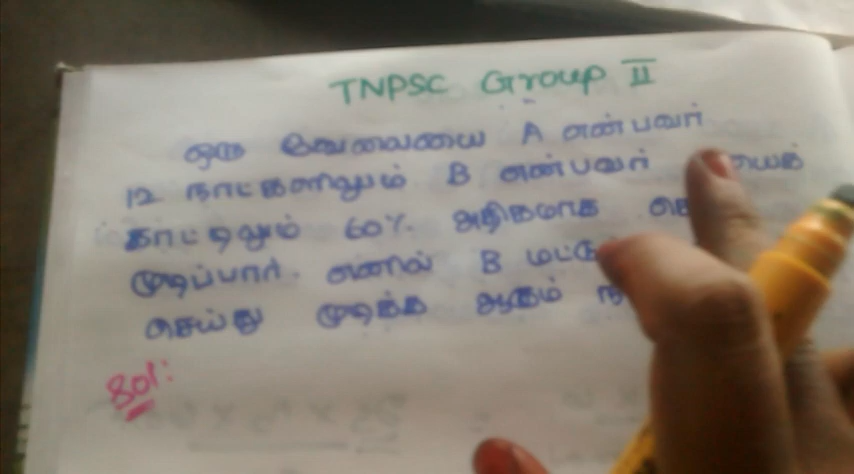 TNPSC Group II
ஒரு வேலையை A என்பவர்
12 நாட்களிலும் B என்பவர்
காட்டிலும் 60% அதிகமாக
முடிப்பார். எனில் B மட்டு
செய்து முடிக்க ஆகும்
Sol: